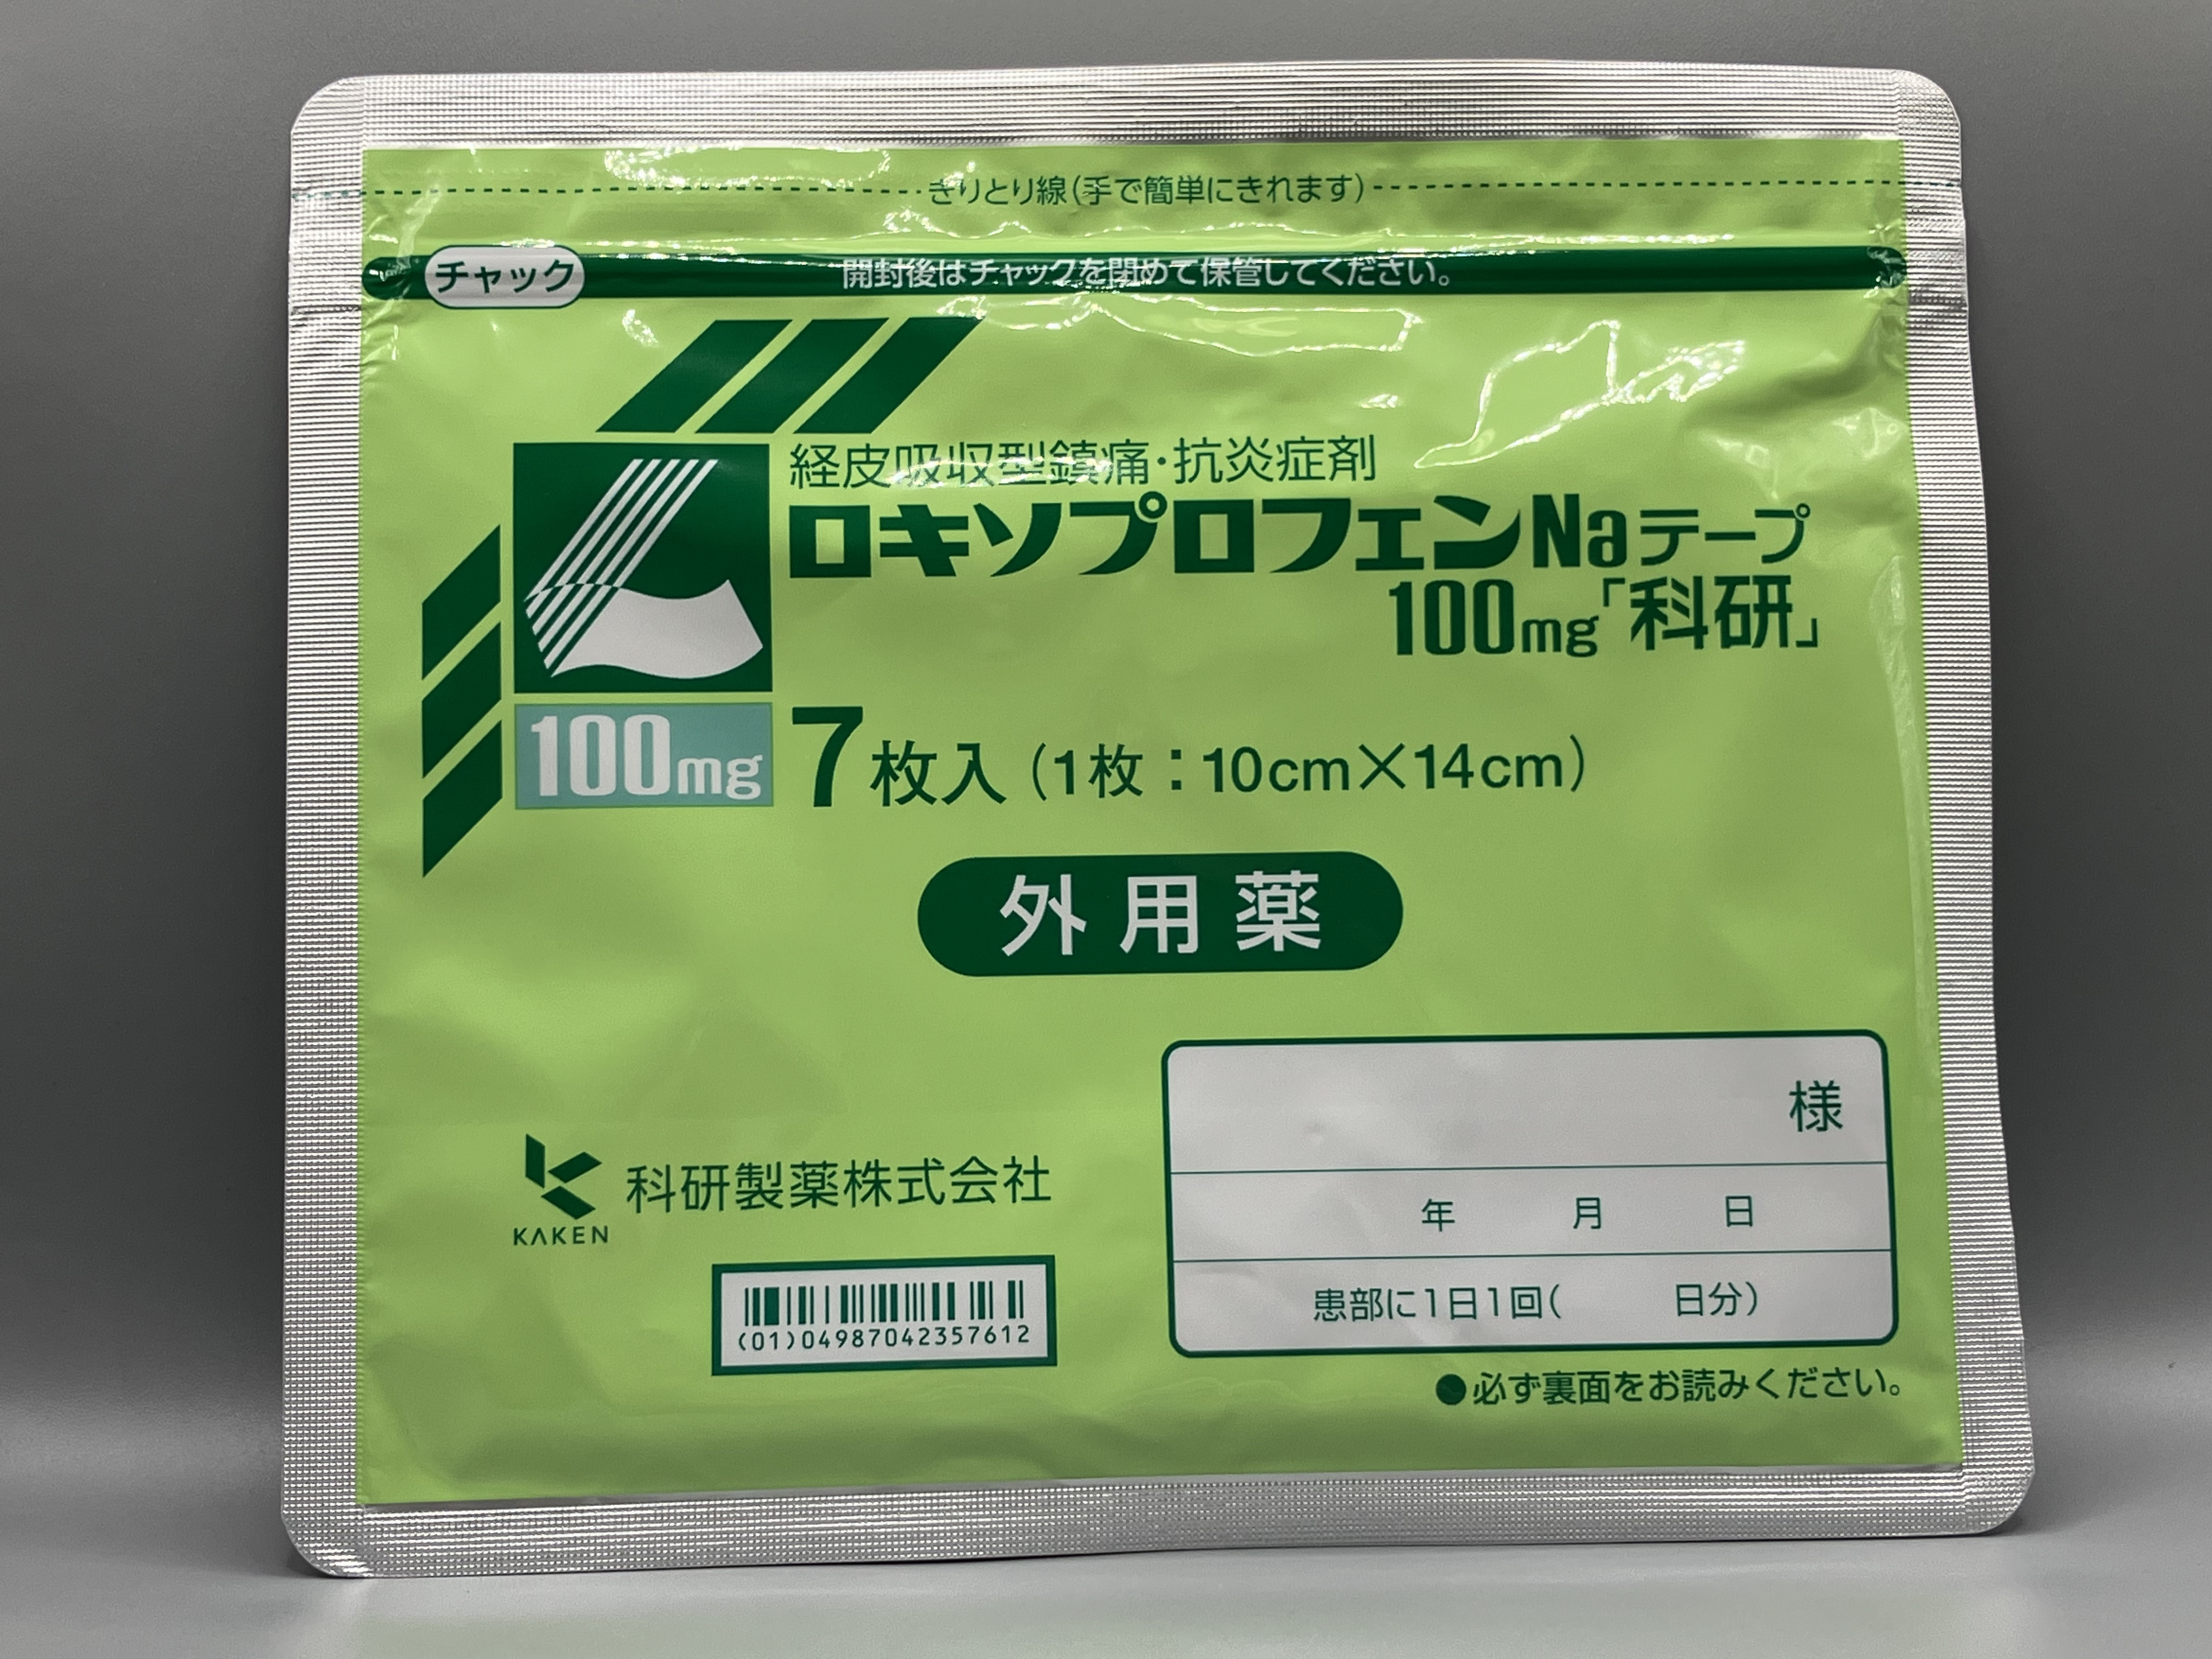 きりとり線(手で簡単にきれます)
チャック
開封後はチャックを閉めて保管してください。
経皮吸収型鎮痛・抗炎症剤
ロキソプロフェンNaテープ
100mg「科研」
100mg
7枚入(1枚:10cm×14cm)
外用薬
様
年 月 日
患部に1日1回( 日分)
科研製薬株式会社
KAKEN
(01)04987042357612
●必ず裏面をお読みください。